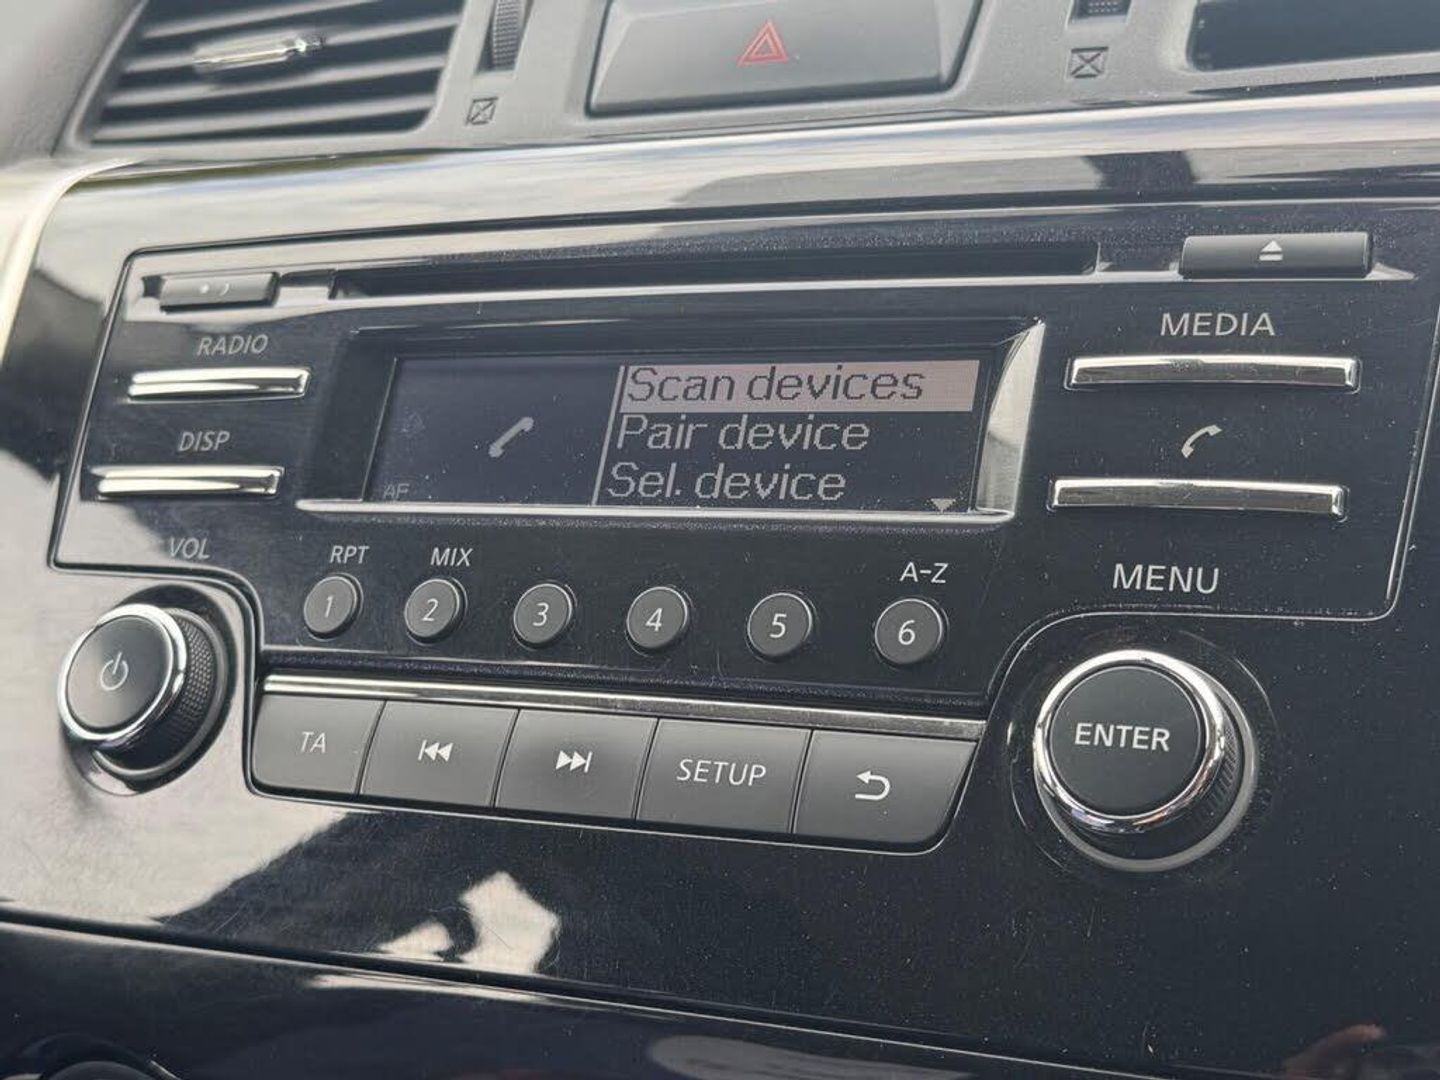 RADIO
MEDIA
Scan devices
DISP
Pair device
AF
Sel. device
VOL
RPT
MIX
A-Z
MENU
1
2
3
4
5
6
TA
SETUP
ENTER